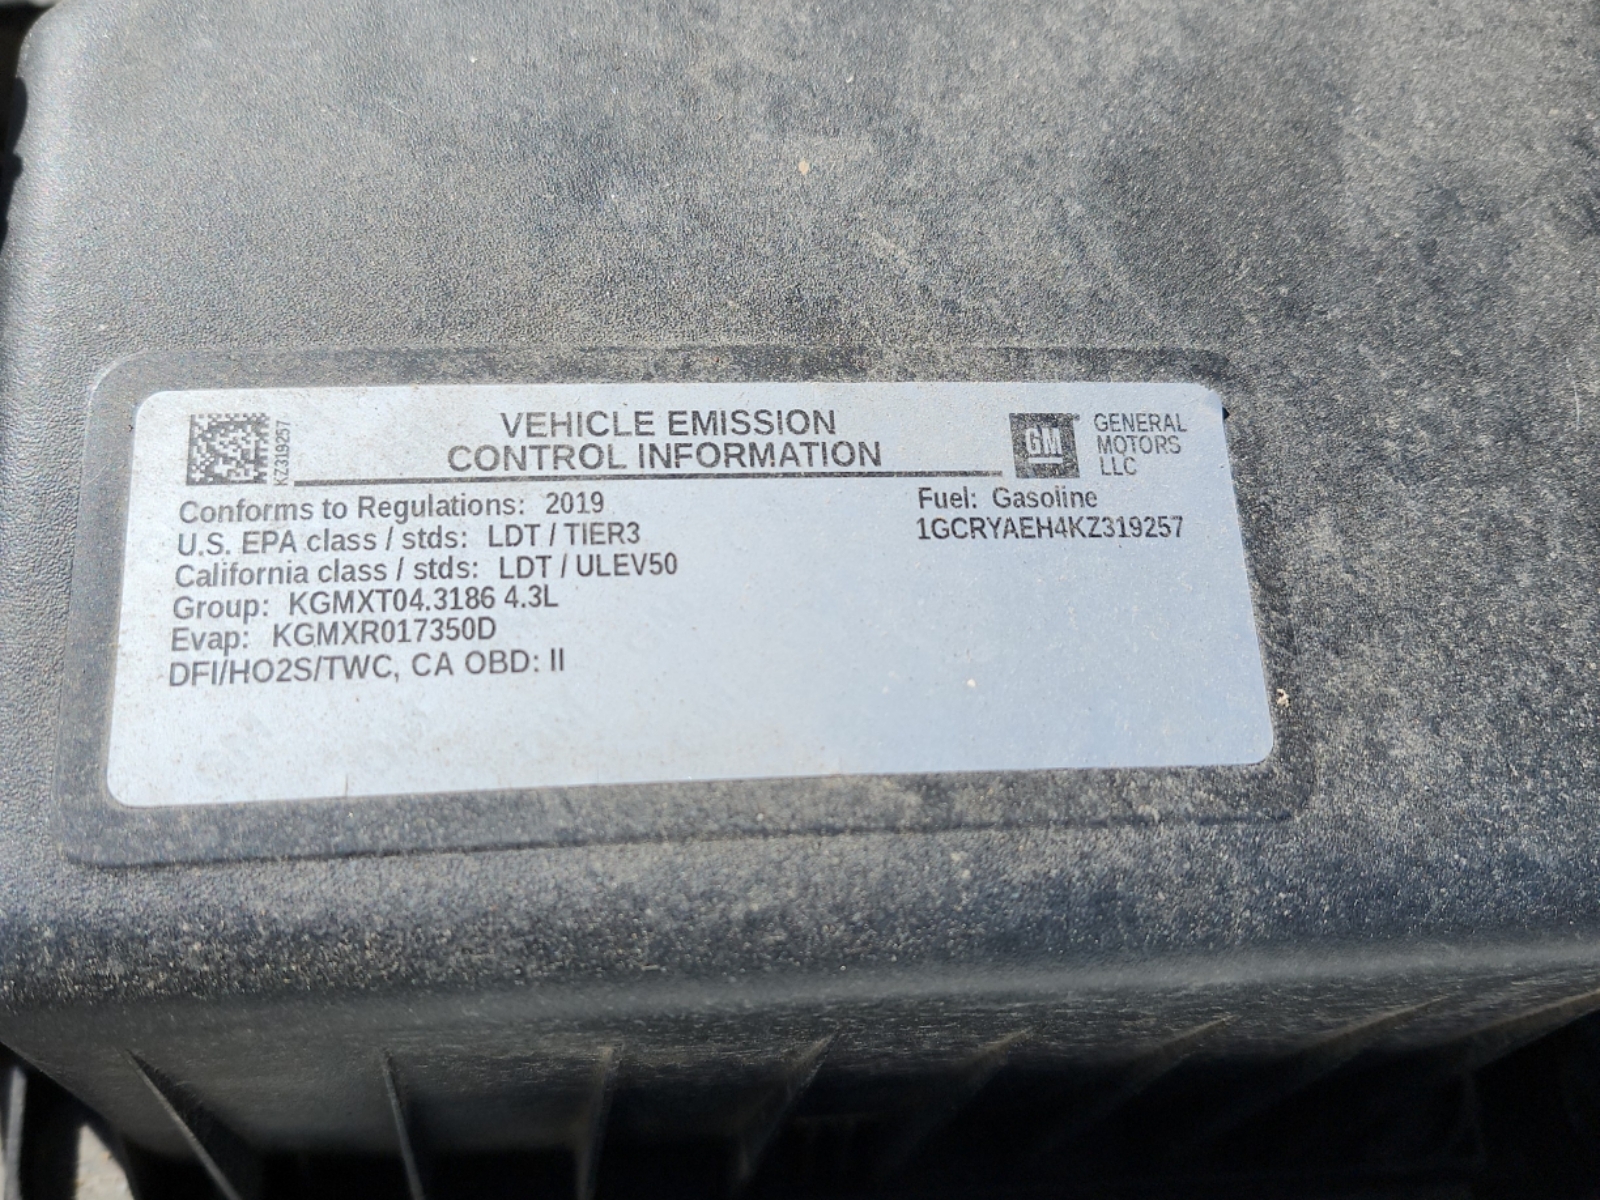 VEHICLE EMISSION
CONTROL INFORMATION
KZ319257
GM
GENERAL
MOTORS
LLC
Conforms to Regulations: 2019
U.S. EPA class / stds: LDT / TIER3
California class / stds: LDT / ULEV50
Group: KGMXT04.3186 4.3L
Evap: KGMXR017350D
DFI/HO2S/TWC, CA OBD: II
Fuel: Gasoline
1GCRYAEH4KZ319257